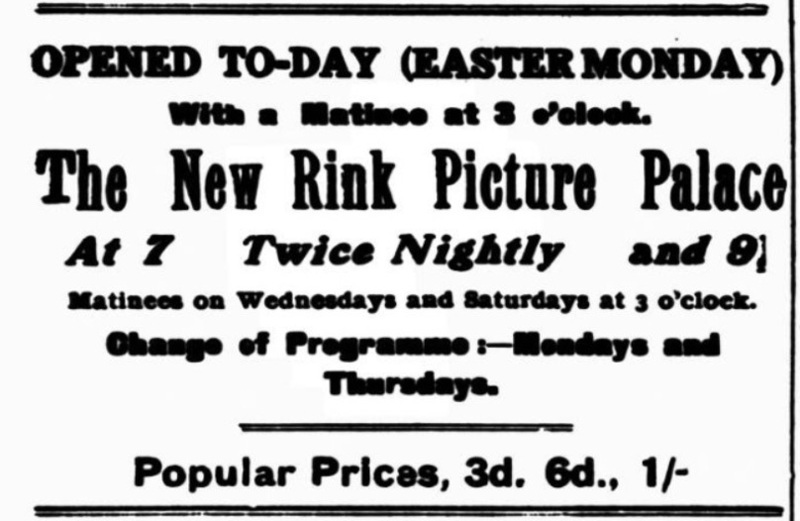 OPENED TO-DAY (EASTER MONDAY)
With a Matinee at 3 o'clock.
The New Rink Picture Palace
At 7 Twice Nightly and 9
Matinees on Wednesdays and Saturdays at 3 o'clock.
Change of Programme:—Mondays and
Thursdays.
Popular Prices, 3d. 6d., 1/-